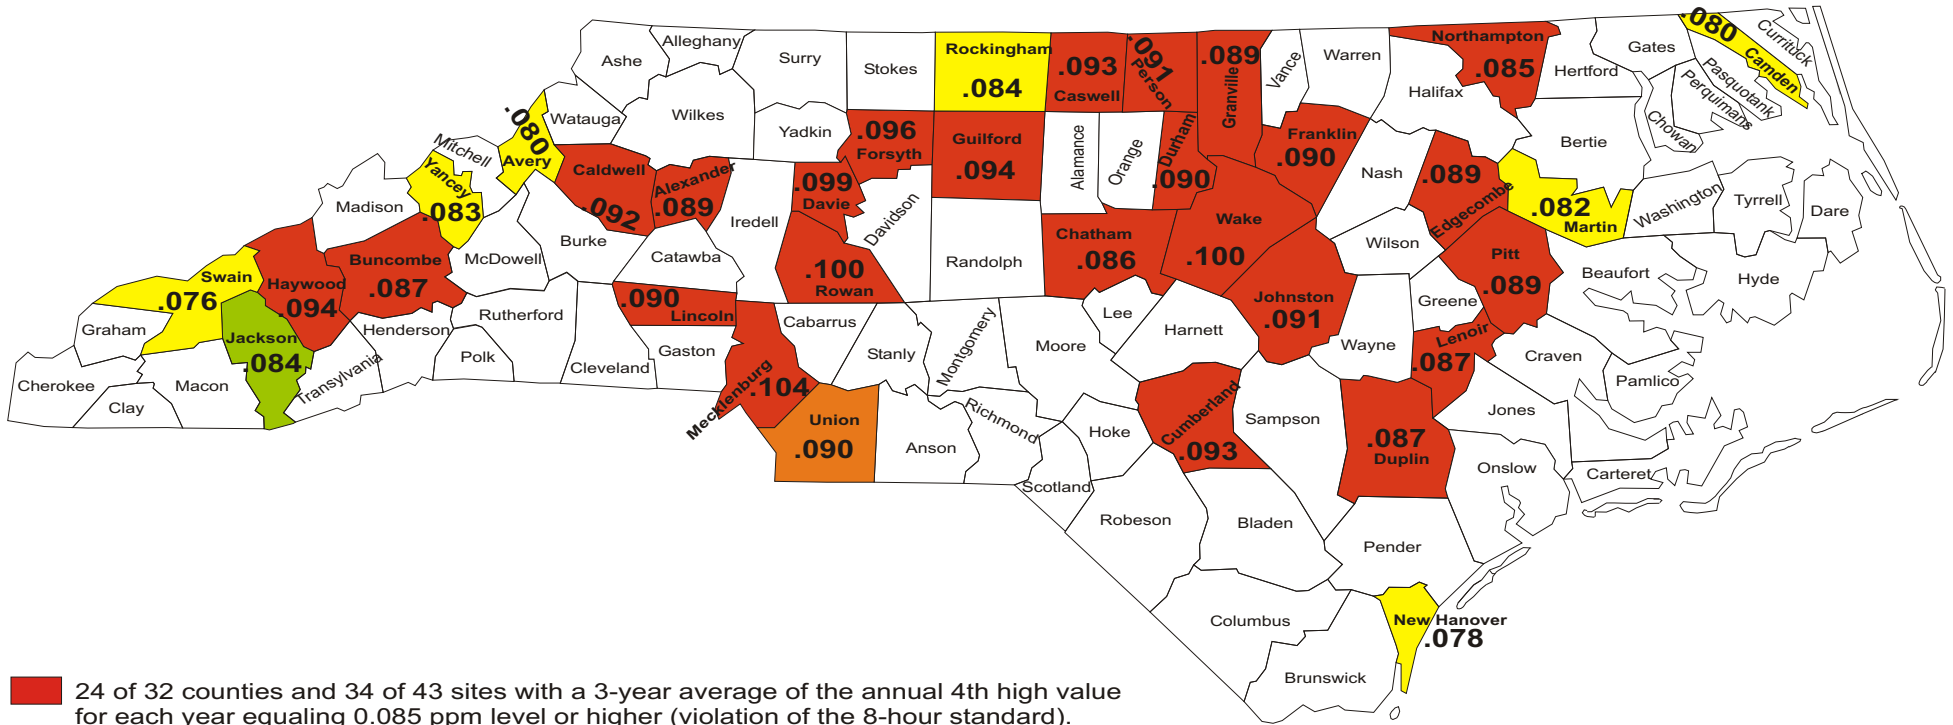 Alleghany
Ashe
Surry
Stokes
Rockingham
.084
.093
Caswell
.091
Person
.089
Granville
Vance
Warren
Northampton
.085
Halifax
Hertford
Gates
.080
Camden
Currituck
Pasquotank
Perquimans
Chowan
Bertie
Watauga
Wilkes
Yadkin
.096
Forsyth
Guilford
.094
Alamance
Orange
Durham
.090
Franklin
.090
Nash
.089
Edgecombe
.082
Martin
Washington
Tyrrell
Dare
Mitchell
.080
Avery
Yancey
.083
Caldwell
.092
Alexander
.089
Iredell
.099
Davie
Davidson
Randolph
Chatham
.086
Wake
.100
Wilson
Pitt
.089
Beaufort
Hyde
Madison
Buncombe
.087
McDowell
Burke
Catawba
.100
Rowan
Swain
.076
Haywood
.094
Jackson
.084
Graham
Cherokee
Clay
Macon
Transylvania
Henderson
Polk
Rutherford
Cleveland
.090
Lincoln
Gaston
Mecklenburg
.104
Cabarrus
Stanly
Montgomery
Moore
Lee
Harnett
Johnston
.091
Wayne
Greene
Lenoir
.087
Craven
Pamlico
Jones
Union
.090
Anson
Richmond
Scotland
Hoke
Cumberland
.093
Sampson
.087
Duplin
Onslow
Carteret
Robeson
Bladen
Pender
Columbus
Brunswick
New Hanover
.078
24 of 32 counties and 34 of 43 sites with a 3-year average of the annual 4th high value
for each year equaling 0.085 ppm level or higher (violation of the 8-hour standard).